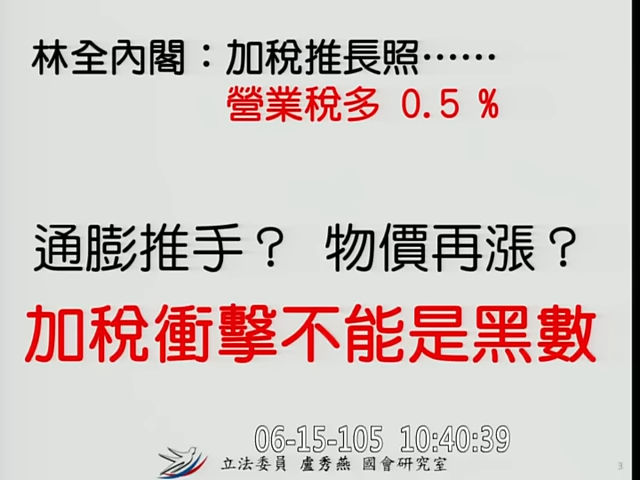 林全內閣：加稅推長照……
營業稅多 0.5 %
通膨推手？ 物價再漲？
加稅衝擊不能是黑數
06-15-105 10:40:39
立法委員 盧秀燕 國會研究室
3